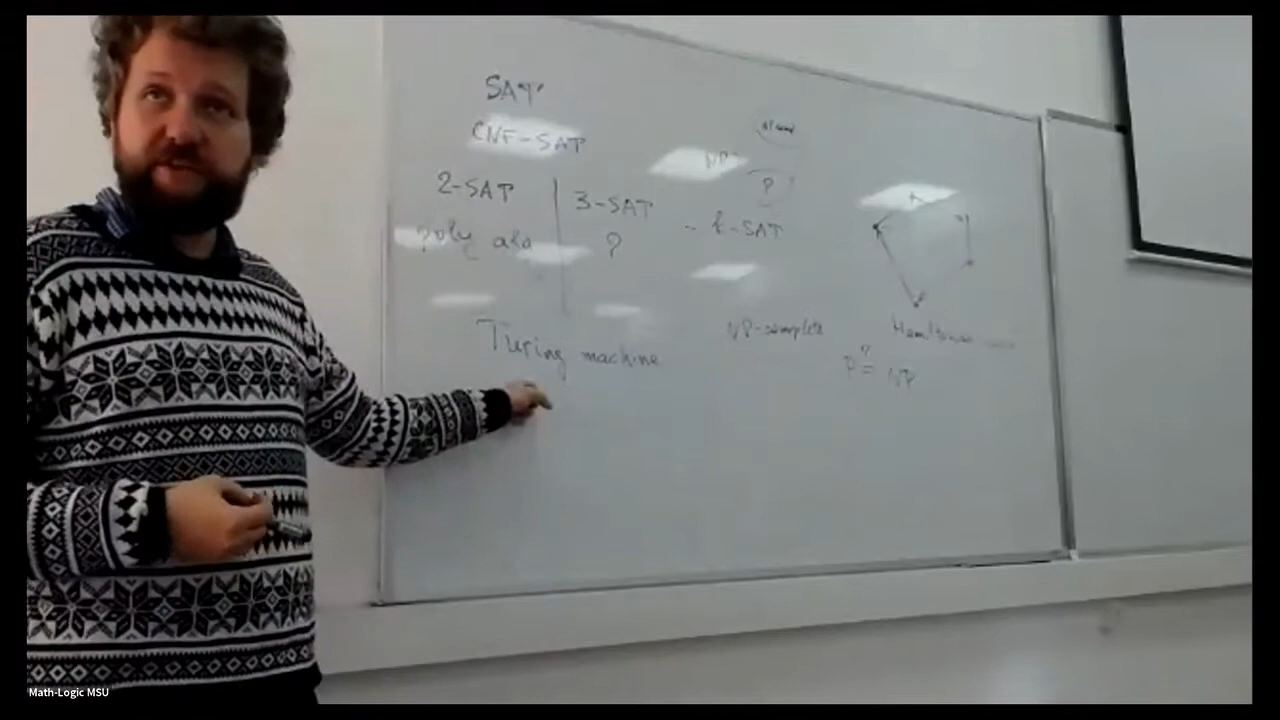 SAT
CNF-SAT
2-SAT
3-SAT
.. k-SAT
NP
P
poly alg
?
Turing machine
NP-complete
P ?= NP
Math-Logic MSU